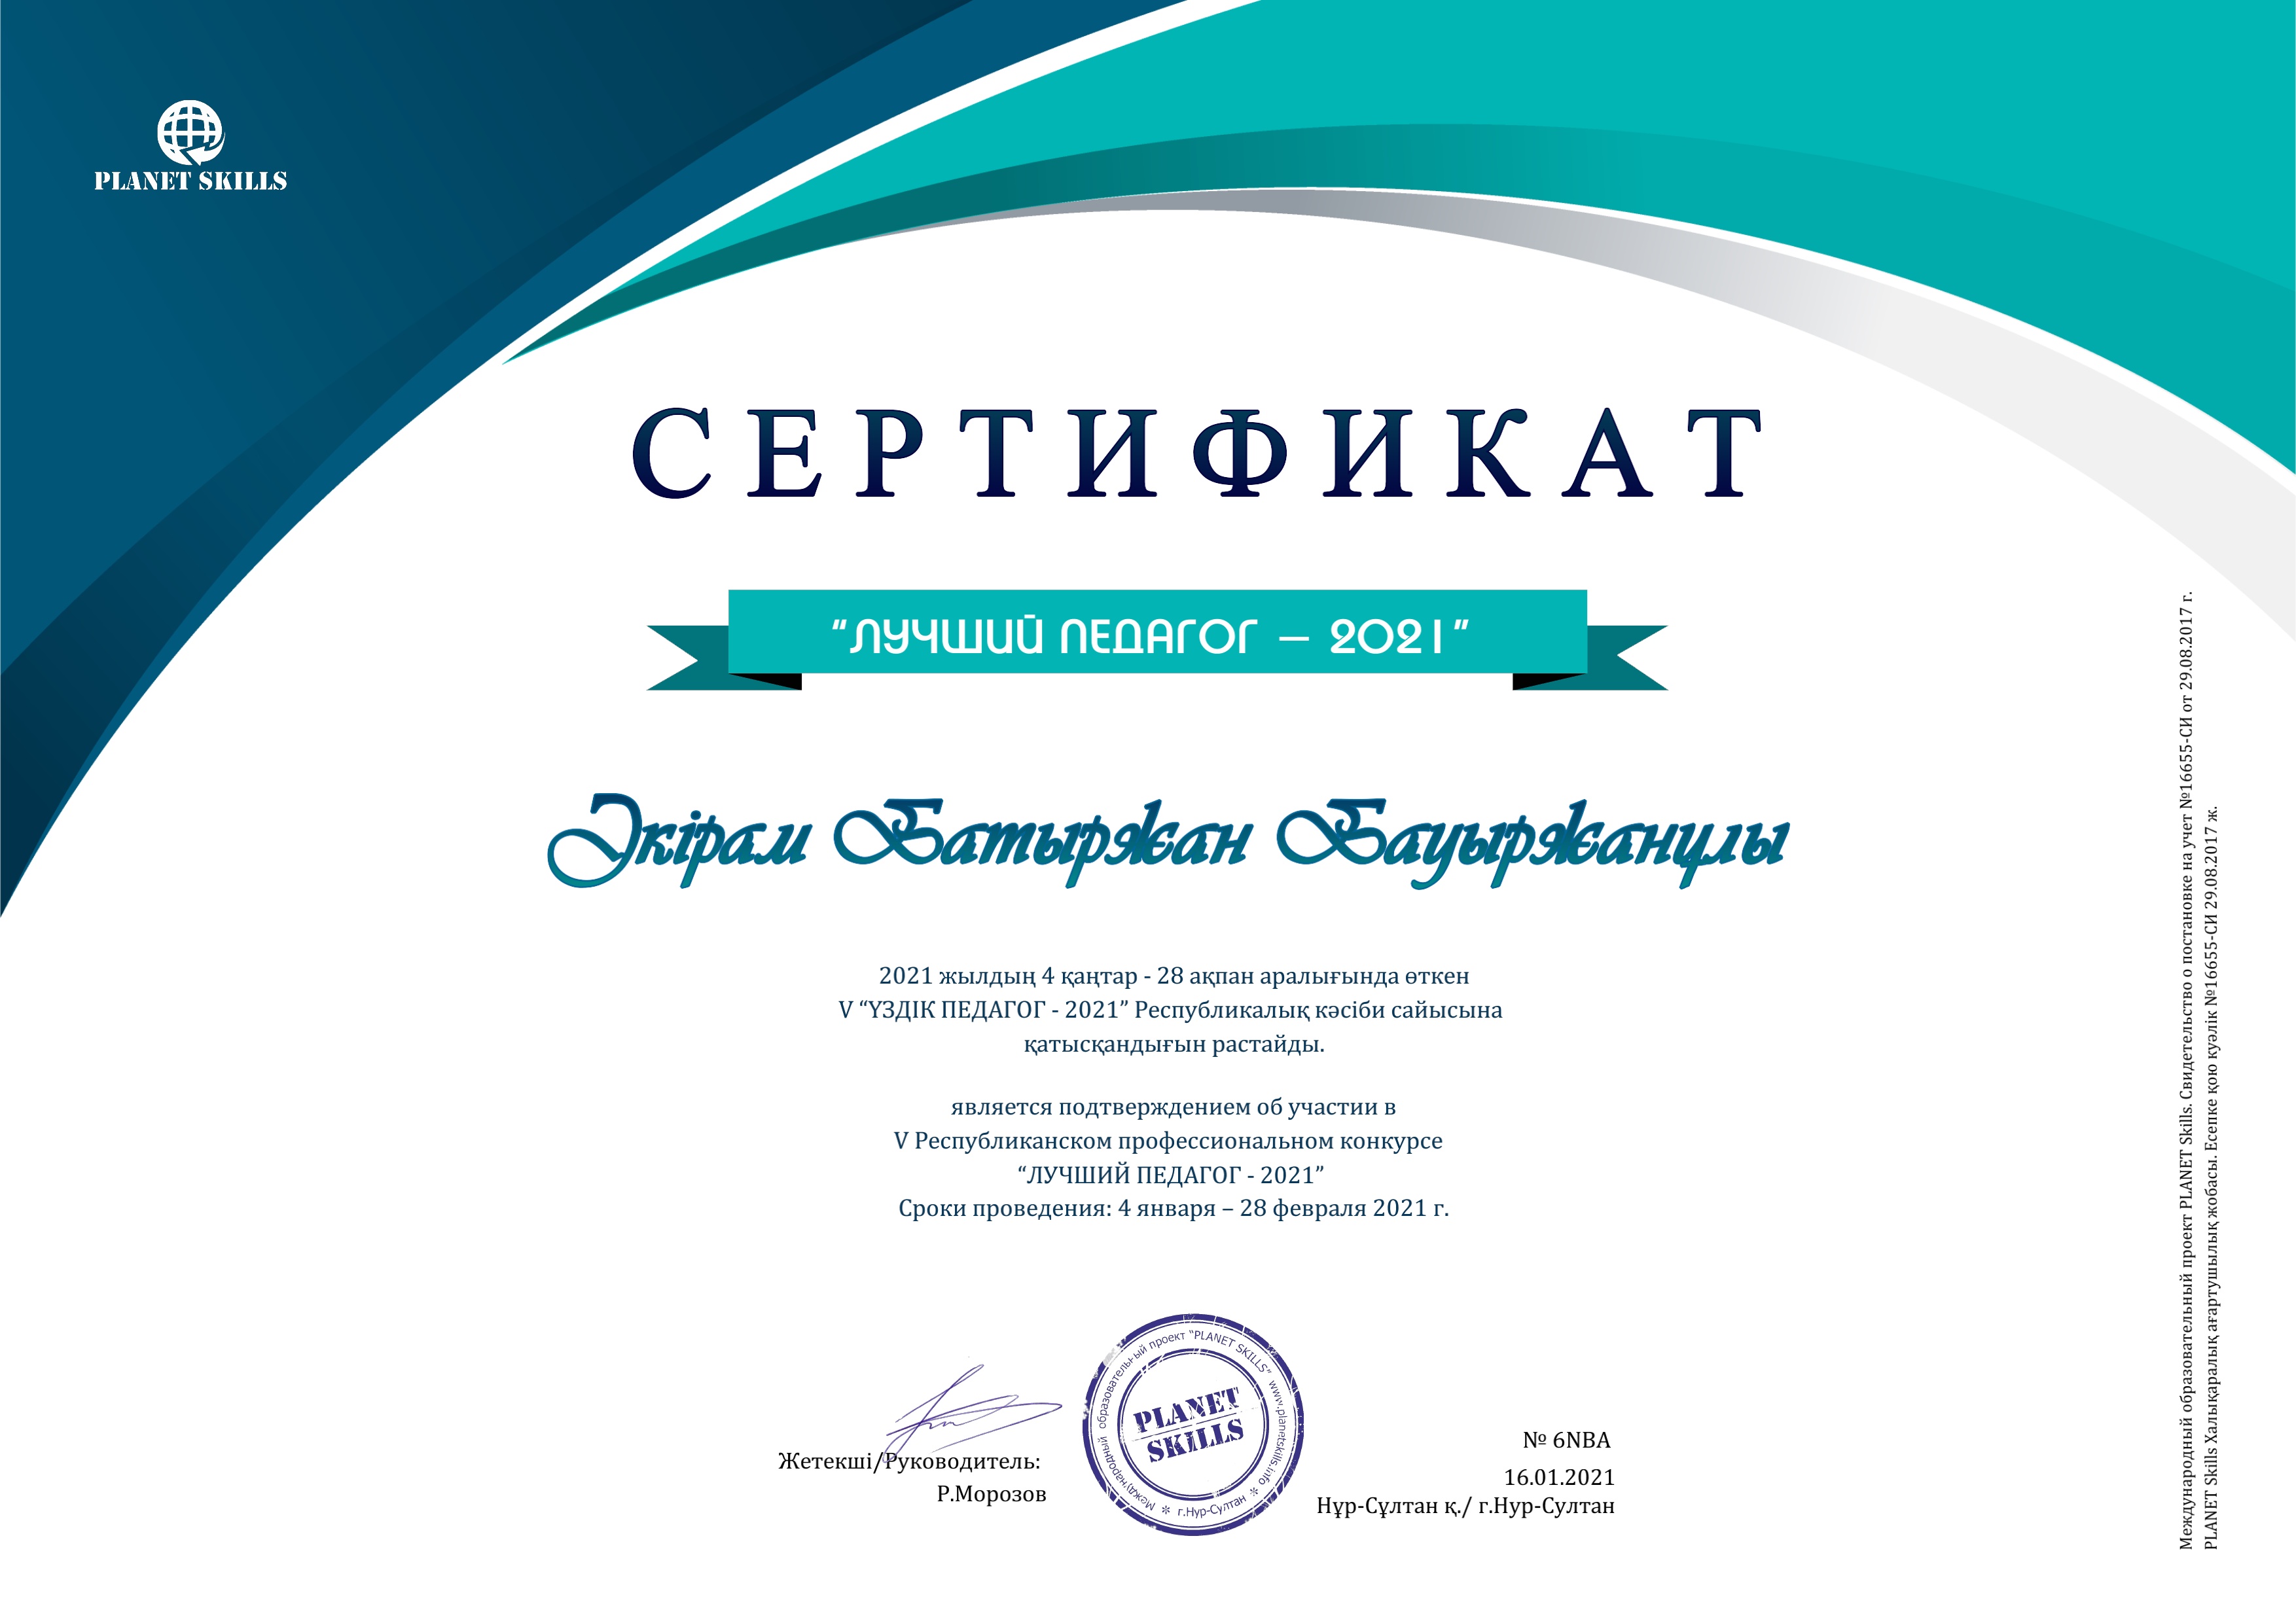 PLANET SKILLS
СЕРТИФИКАТ
“ЛУЧШИЙ ПЕДАГОГ – 2021”
Әкірам Батыржан Бауыржанұлы
2021 жылдың 4 қаңтар - 28 ақпан аралығында өткен
V “ҮЗДІК ПЕДАГОГ - 2021” Республикалық кәсіби сайысына
қатысқандығын растайды.
является подтверждением об участии в
V Республиканском профессиональном конкурсе
“ЛУЧШИЙ ПЕДАГОГ - 2021”
Сроки проведения: 4 января – 28 февраля 2021 г.
Жетекші/Руководитель:
Р.Морозов
Международный образовательный проект “PLANET SKILLS” www.planetskills.info
г.Нур-Султан
PLANET
SKILLS
№ 6NBA
16.01.2021
Нұр-Сұлтан қ./ г.Нур-Султан
Международный образовательный проект PLANET Skills. Свидетельство о постановке на учет №16655-СИ от 29.08.2017 г.
PLANET Skills Халықаралық ағартушылық жобасы. Есепке қою куәлік №16655-СИ 29.08.2017 ж.